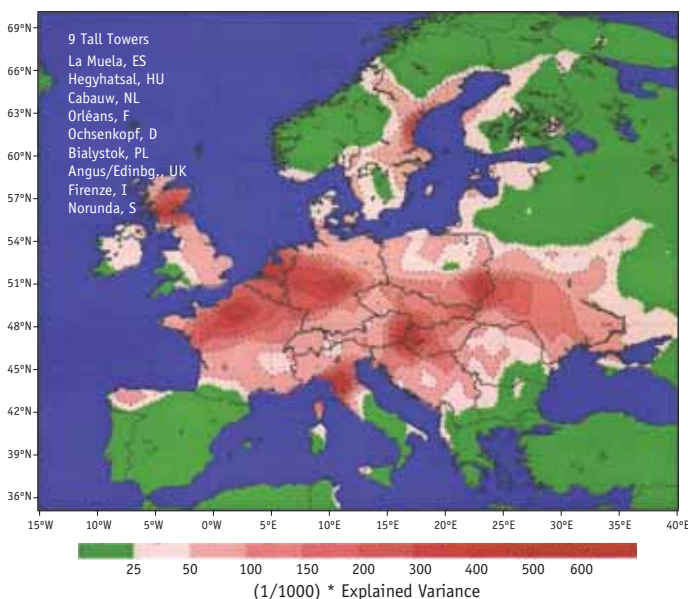 69°N
66°N
63°N
60°N
57°N
54°N
51°N
48°N
45°N
42°N
39°N
36°N
9 Tall Towers
La Muela, ES
Hegyhatsal, HU
Cabauw, NL
Orléans, F
Ochsenkopf, D
Bialystok, PL
Angus/Edinbg., UK
Firenze, I
Norunda, S
15°W 10°W 5°W 0°W 5°E 10°E 15°E 20°E 25°E 30°E 35°E 40°E
25 50 100 150 200 300 400 500 600
(1/1000) * Explained Variance